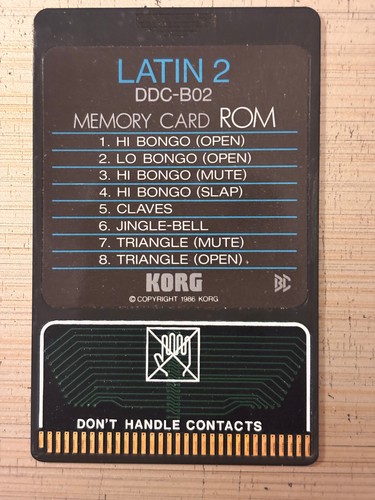 LATIN 2
DDC-B02
MEMORY CARD ROM
1. HI BONGO (OPEN)
2. LO BONGO (OPEN)
3. HI BONGO (MUTE)
4. HI BONGO (SLAP)
5. CLAVES
6. JINGLE-BELL
7. TRIANGLE (MUTE)
8. TRIANGLE (OPEN)
KORG
© COPYRIGHT 1986 KORG
DON'T HANDLE CONTACTS